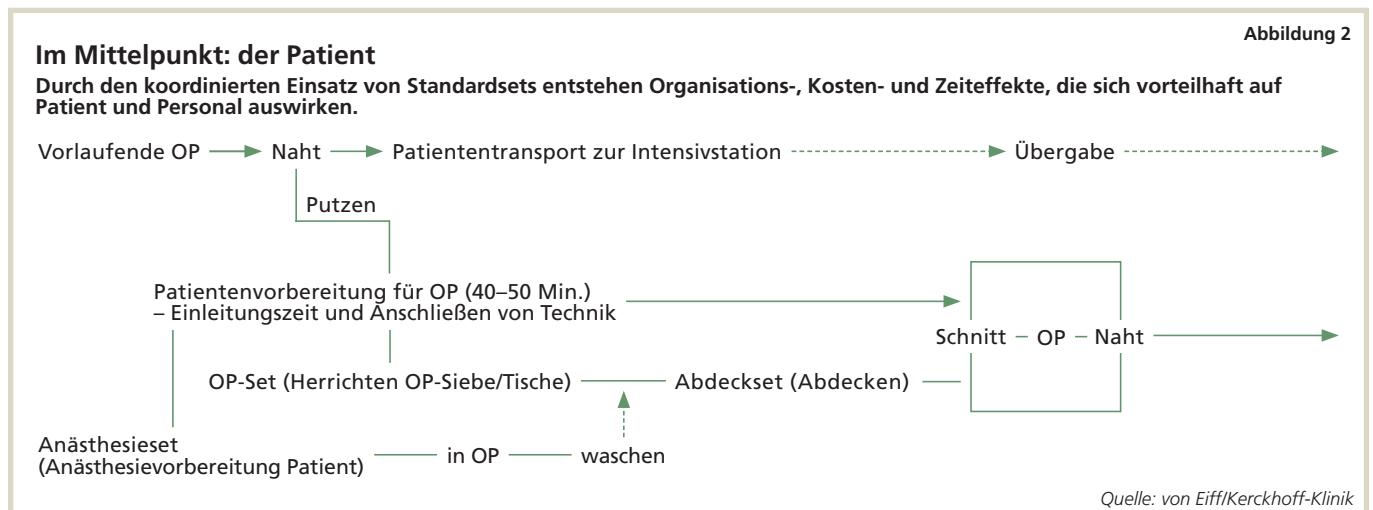 Abbildung 2
Im Mittelpunkt: der Patient
Durch den koordinierten Einsatz von Standardsets entstehen Organisations-, Kosten- und Zeiteffekte, die sich vorteilhaft auf
Patient und Personal auswirken.
Vorlaufende OP Naht Patiententransport zur Intensivstation Übergabe
Putzen
Patientenvorbereitung für OP (40–50 Min.)
– Einleitungszeit und Anschließen von Technik
Schnitt – OP – Naht
OP-Set (Herrichten OP-Siebe/Tische) Abdeckset (Abdecken)
Anästhesieset
(Anästhesievorbereitung Patient) in OP waschen
Quelle: von Eiff/Kerckhoff-Klinik